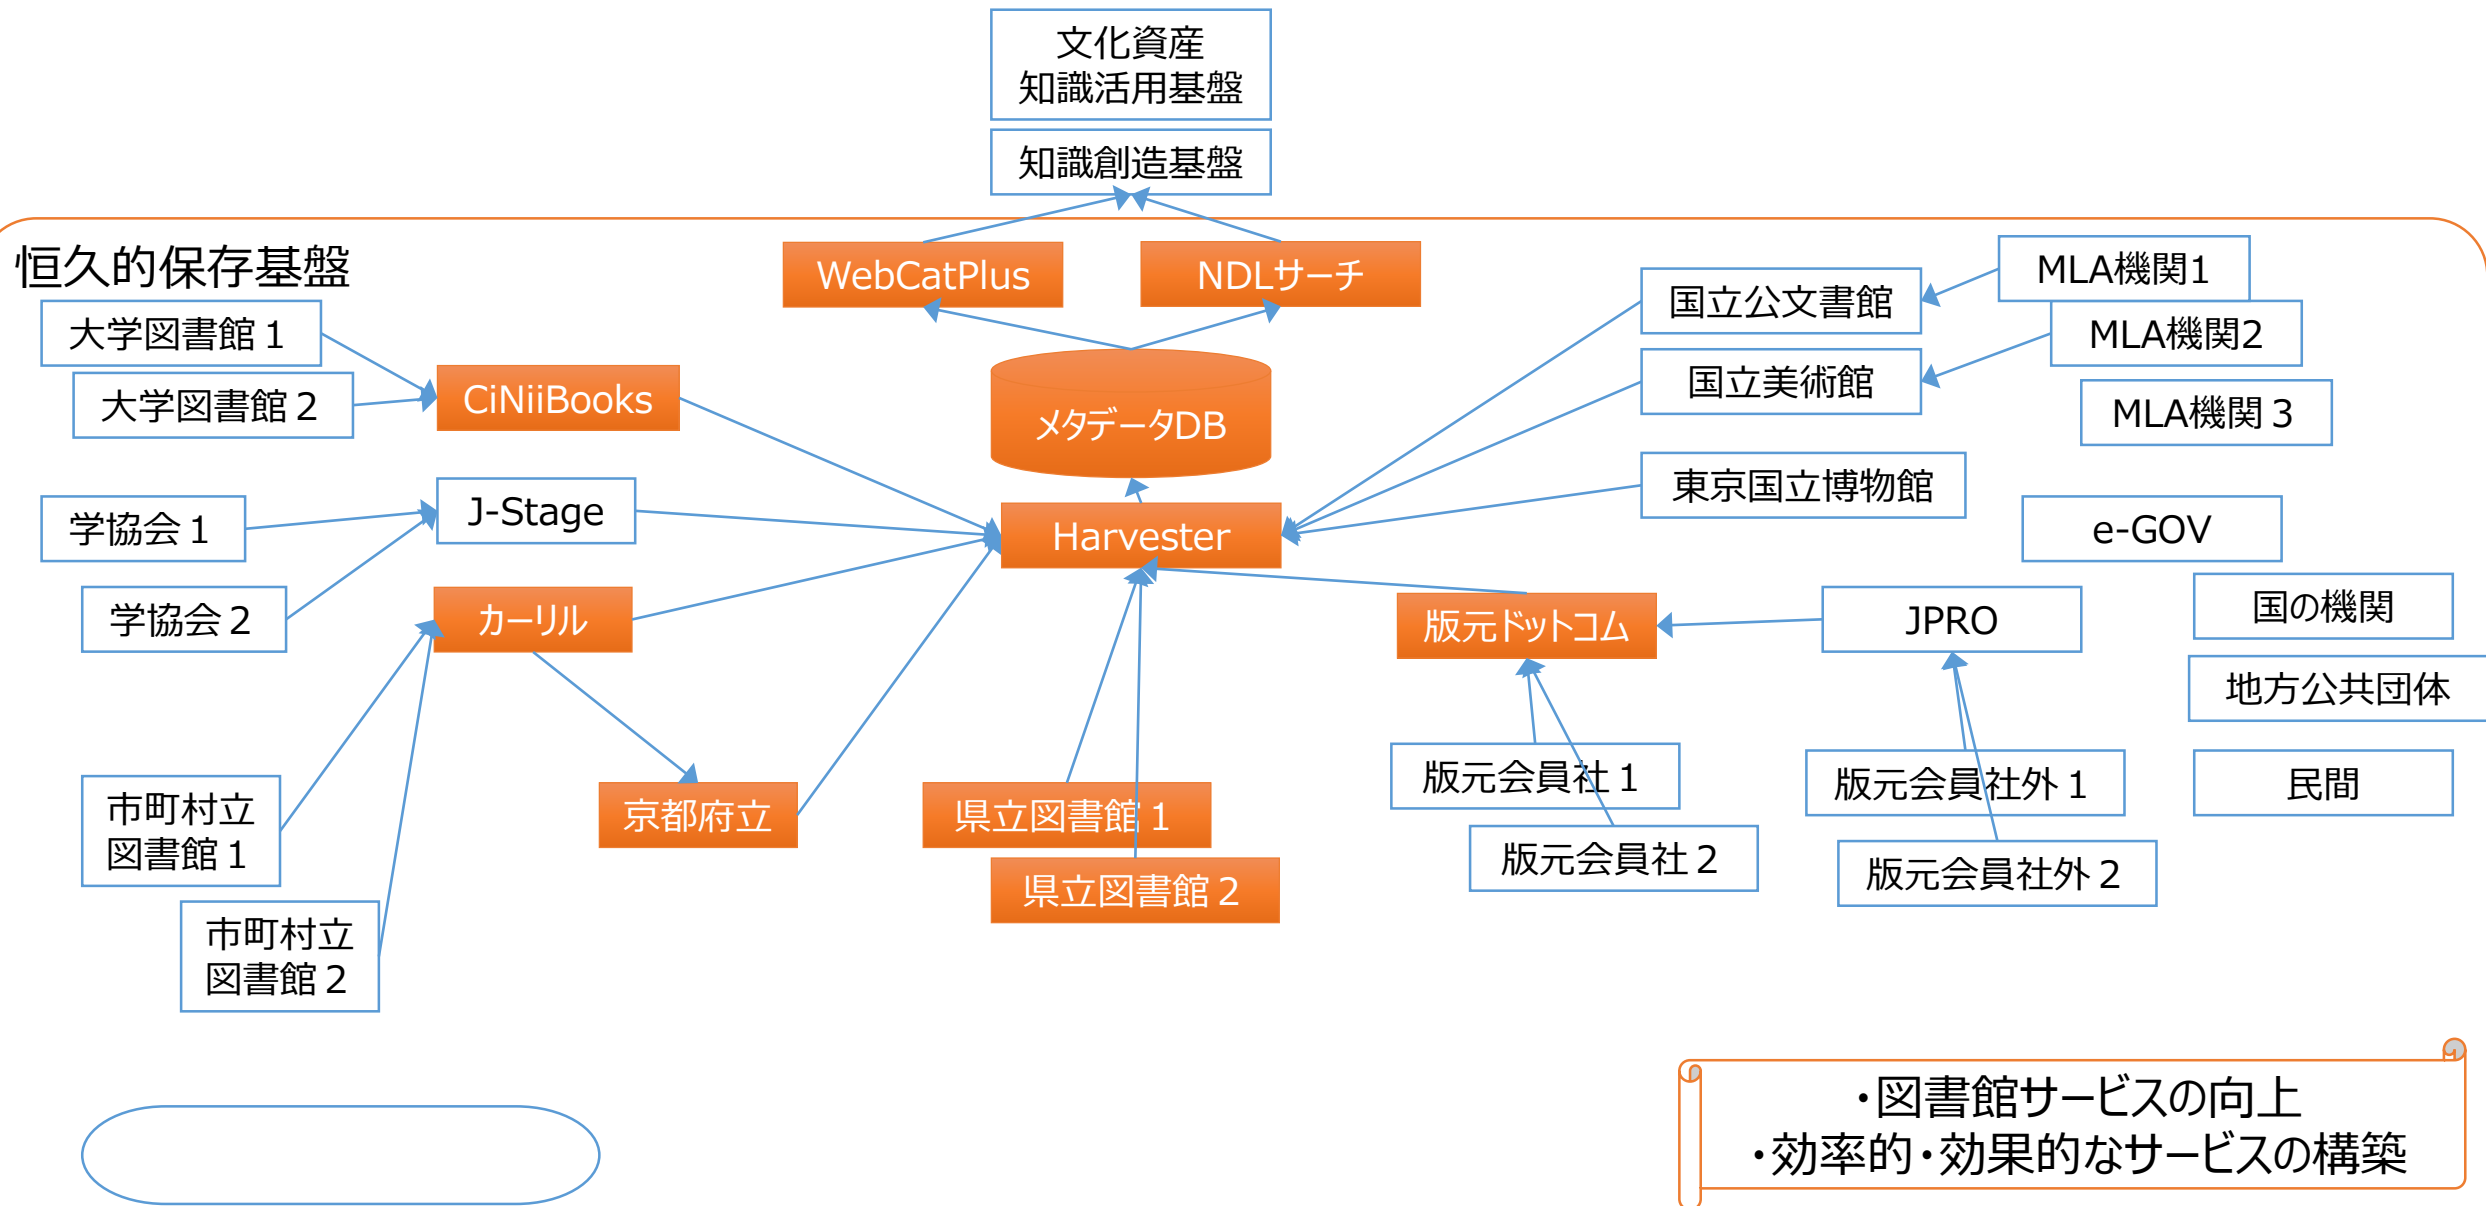 文化資産
知識活用基盤
知識創造基盤
恒久的保存基盤
WebCatPlus
NDLサーチ
国立公文書館
MLA機関1
大学図書館1
MLA機関2
大学図書館2
CiNiiBooks
メタデータDB
国立美術館
MLA機関3
学協会1
J-Stage
Harvester
東京国立博物館
e-GOV
学協会2
カーリル
版元ドットコム
JPRO
国の機関
地方公共団体
市町村立
図書館1
京都府立
県立図書館1
版元会員社1
版元会員社外1
民間
県立図書館2
版元会員社2
版元会員社外2
市町村立
図書館2
・図書館サービスの向上
・効率的・効果的なサービスの構築